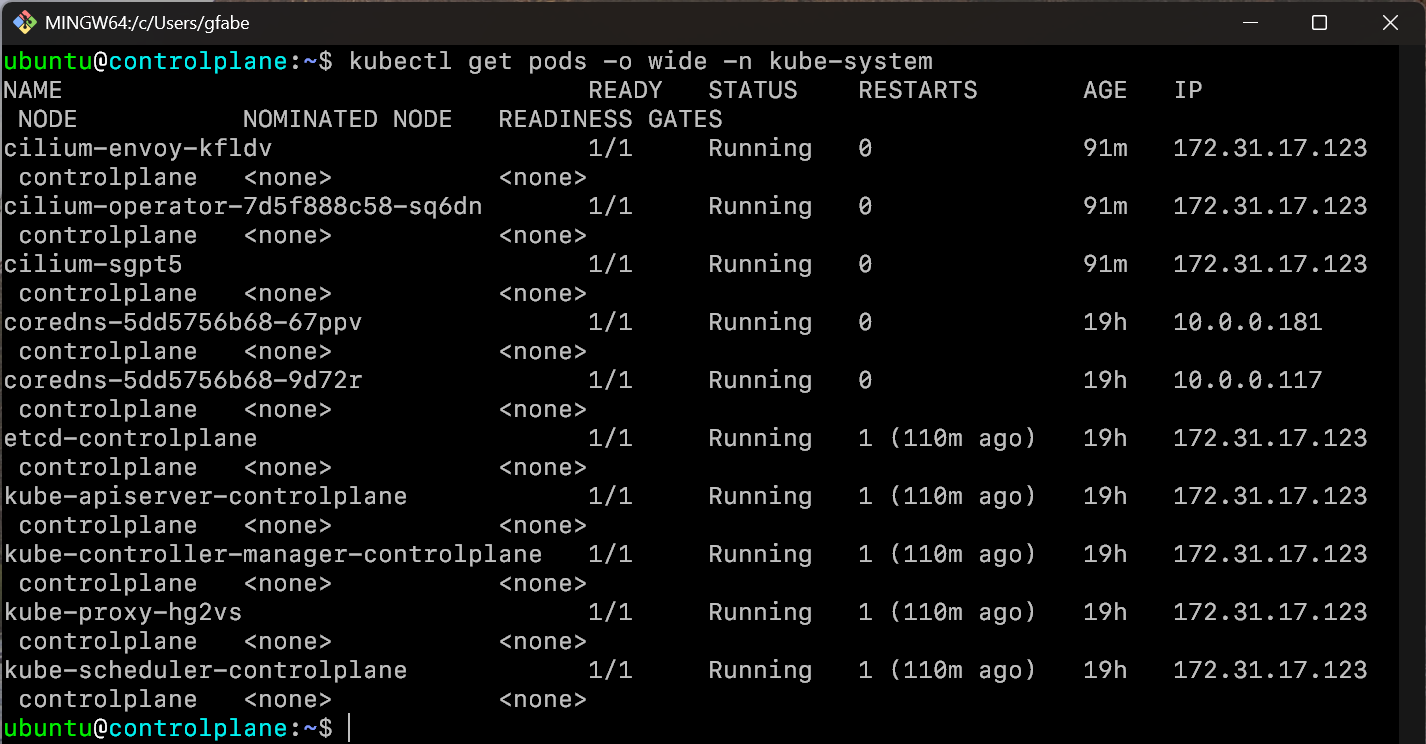 MINGW64:/c/Users/gfabe
ubuntu@controlplane:~$ kubectl get pods -o wide -n kube-system
NAME                                   READY   STATUS    RESTARTS       AGE   IP
 NODE           NOMINATED NODE   READINESS GATES
cilium-envoy-kfldv                     1/1     Running   0              91m   172.31.17.123
 controlplane   <none>           <none>
cilium-operator-7d5f888c58-sq6dn       1/1     Running   0              91m   172.31.17.123
 controlplane   <none>           <none>
cilium-sgpt5                           1/1     Running   0              91m   172.31.17.123
 controlplane   <none>           <none>
coredns-5dd5756b68-67ppv               1/1     Running   0              19h   10.0.0.181
 controlplane   <none>           <none>
coredns-5dd5756b68-9d72r               1/1     Running   0              19h   10.0.0.117
 controlplane   <none>           <none>
etcd-controlplane                      1/1     Running   1 (110m ago)   19h   172.31.17.123
 controlplane   <none>           <none>
kube-apiserver-controlplane            1/1     Running   1 (110m ago)   19h   172.31.17.123
 controlplane   <none>           <none>
kube-controller-manager-controlplane   1/1     Running   1 (110m ago)   19h   172.31.17.123
 controlplane   <none>           <none>
kube-proxy-hg2vs                       1/1     Running   1 (110m ago)   19h   172.31.17.123
 controlplane   <none>           <none>
kube-scheduler-controlplane            1/1     Running   1 (110m ago)   19h   172.31.17.123
 controlplane   <none>           <none>
ubuntu@controlplane:~$